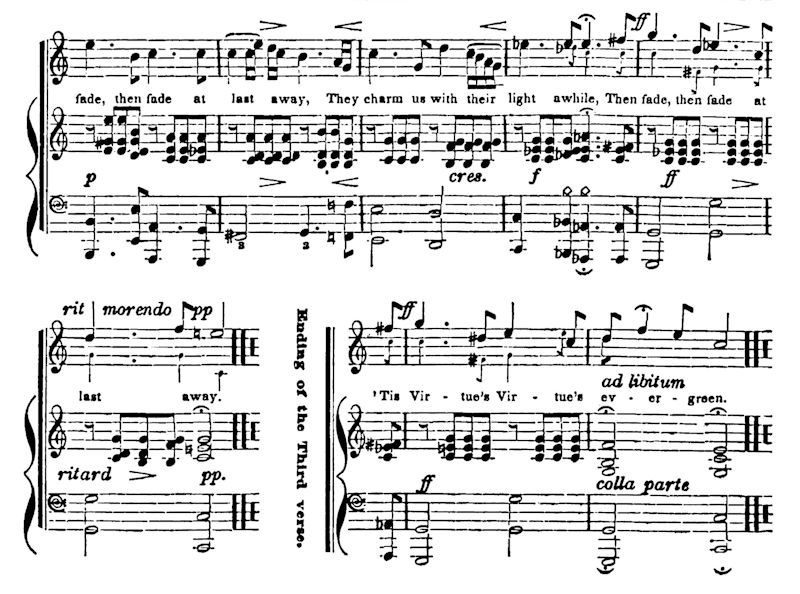 ff
fade, then fade at last away, They charm us with their light awhile, Then fade, then fade at
p cres. f ff
3 3
rit morendo pp
last away.
ritard pp.
Ending of the Third verse.
ff
ad libitum
'Tis Vir - tue's Vir - tue's ev - er - green.
ff colla parte